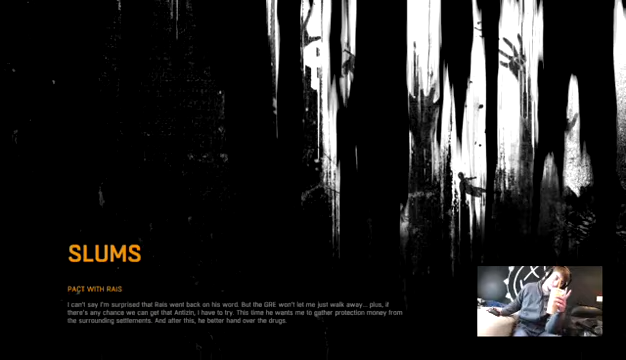 SLUMS
PACT WITH RAIS
I can't say I'm surprised that Rais went back on his word. But the GRE won't let me just walk away... plus, if
there's any chance we can get that Antizin, I have to try. This time he wants me to gather protection money from
the surrounding settlements. And after this, he better hand over the drugs.